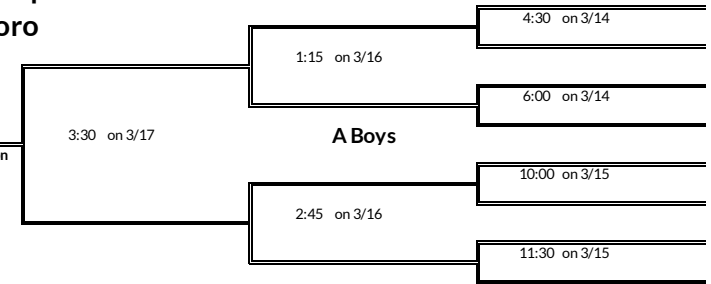 oro
4:30 on 3/14
1:15 on 3/16
6:00 on 3/14
3:30 on 3/17
A Boys
n
10:00 on 3/15
2:45 on 3/16
11:30 on 3/15